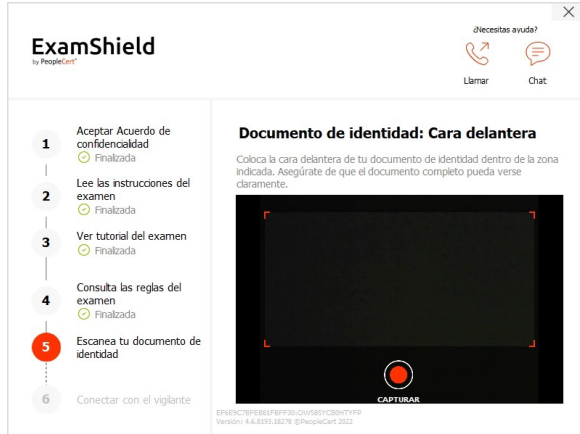 ¿Necesitas ayuda?
ExamShield
by PeopleCert
Llamar
Chat
1
Aceptar Acuerdo de
confidencialidad
Finalizada
2
Lee las instrucciones del
examen
Finalizada
3
Ver tutorial del examen
Finalizada
4
Consulta las reglas del
examen
Finalizada
5
Escanea tu documento de
identidad
6
Conectar con el vigilante
Documento de identidad: Cara delantera
Coloca la cara delantera de tu documento de identidad dentro de la zona
indicada. Asegúrate de que el documento completo pueda verse
claramente.
CAPTURAR
Versión: 4.6.8193.18278 ©PeopleCert 2022